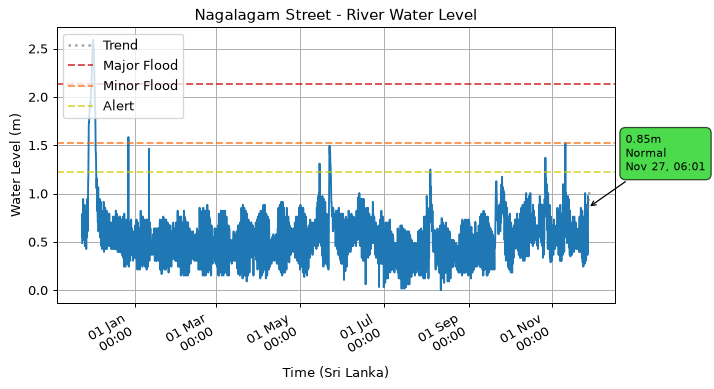 Nagalagam Street - River Water Level
Trend
Major Flood
Minor Flood
Alert
0.85m
Normal
Nov 27, 06:01
Water Level (m)
2.5
2.0
1.5
1.0
0.5
0.0
01 Jan
00:00
01 Mar
00:00
01 May
00:00
01 Jul
00:00
01 Sep
00:00
01 Nov
00:00
Time (Sri Lanka)